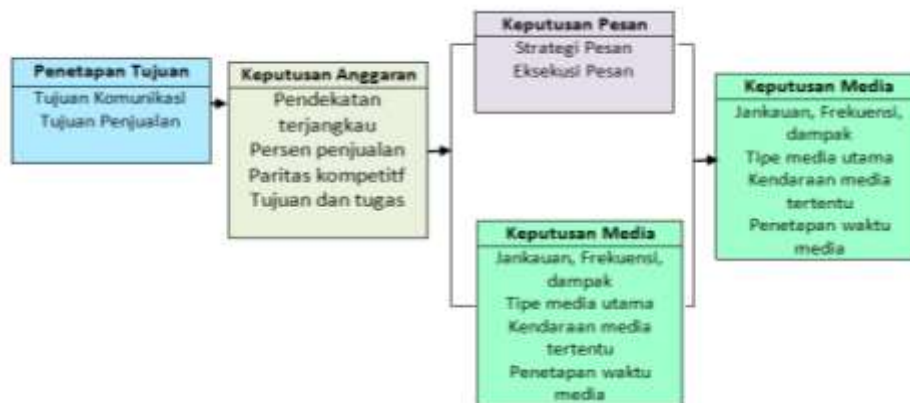 Penetapan Tujuan
Tujuan Komunikasi
Tujuan Penjualan
Keputusan Anggaran
Pendekatan
terjangkau
Persen penjualan
Paritas kompetitf
Tujuan dan tugas
Keputusan Pesan
Strategi Pesan
Eksekusi Pesan
Keputusan Media
Jankauan, Frekuensi,
dampak
Tipe media utama
Kendaraan media
tertentu
Penetapan waktu
media
Keputusan Media
Jankauan, Frekuensi,
dampak
Tipe media utama
Kendaraan media
tertentu
Penetapan waktu
media